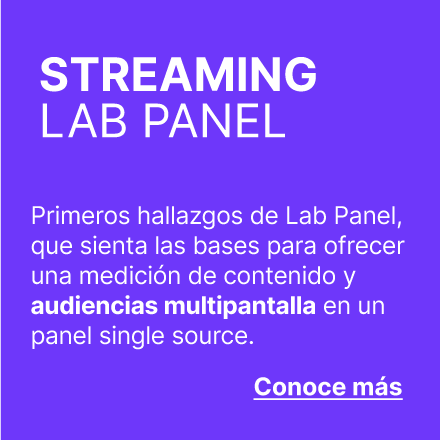 STREAMING
LAB PANEL
Primeros hallazgos de Lab Panel,
que sienta las bases para ofrecer
una medición de contenido y
audiencias multipantalla en un
panel single source.
Conoce más